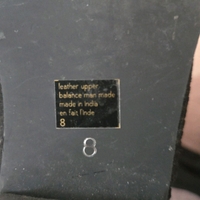 leather upper
balance man made
made in India
en fait l'inde
8
8